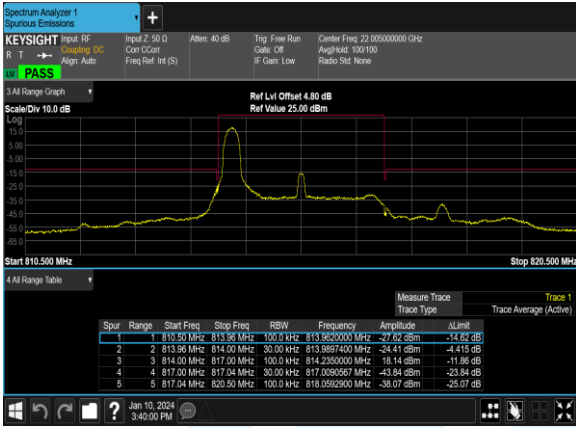 Spectrum Analyzer 1
Spurious Emissions
KEYSIGHT Input: RF Input Z: 50 Ω Atten: 40 dB Trig: Free Run Center Freq: 22.005000000 GHz
R T Coupling: DC Corr CCorr Gate: Off Avg|Hold: 100/100
Align: Auto Freq Ref: Int (S) IF Gain: Low Radio Std: None
LW PASS
3 All Range Graph
Ref Lvl Offset 4.80 dB
Scale/Div 10.0 dB Ref Value 25.00 dBm
Log
15.0
5.00
-5.00
-15.0
-25.0
-35.0
-45.0
-55.0
-65.0
Start 810.500 MHz Stop 820.500 MHz
4 All Range Table
Measure Trace Trace 1
Trace Type Trace Average (Active)
Spur Range Start Freq Stop Freq RBW Frequency Amplitude ΔLimit
1 1 810.50 MHz 813.96 MHz 100.0 kHz 813.9620000 MHz -27.62 dBm -14.62 dB
2 2 813.96 MHz 814.00 MHz 30.00 kHz 813.9897400 MHz -24.41 dBm -4.415 dB
3 3 814.00 MHz 817.00 MHz 100.0 kHz 814.2350000 MHz 18.14 dBm -11.86 dB
4 4 817.00 MHz 817.04 MHz 30.00 kHz 817.0090567 MHz -43.84 dBm -23.84 dB
5 5 817.04 MHz 820.50 MHz 100.0 kHz 818.0592900 MHz -38.07 dBm -25.07 dB
? Jan 10, 2024
3:40:00 PM